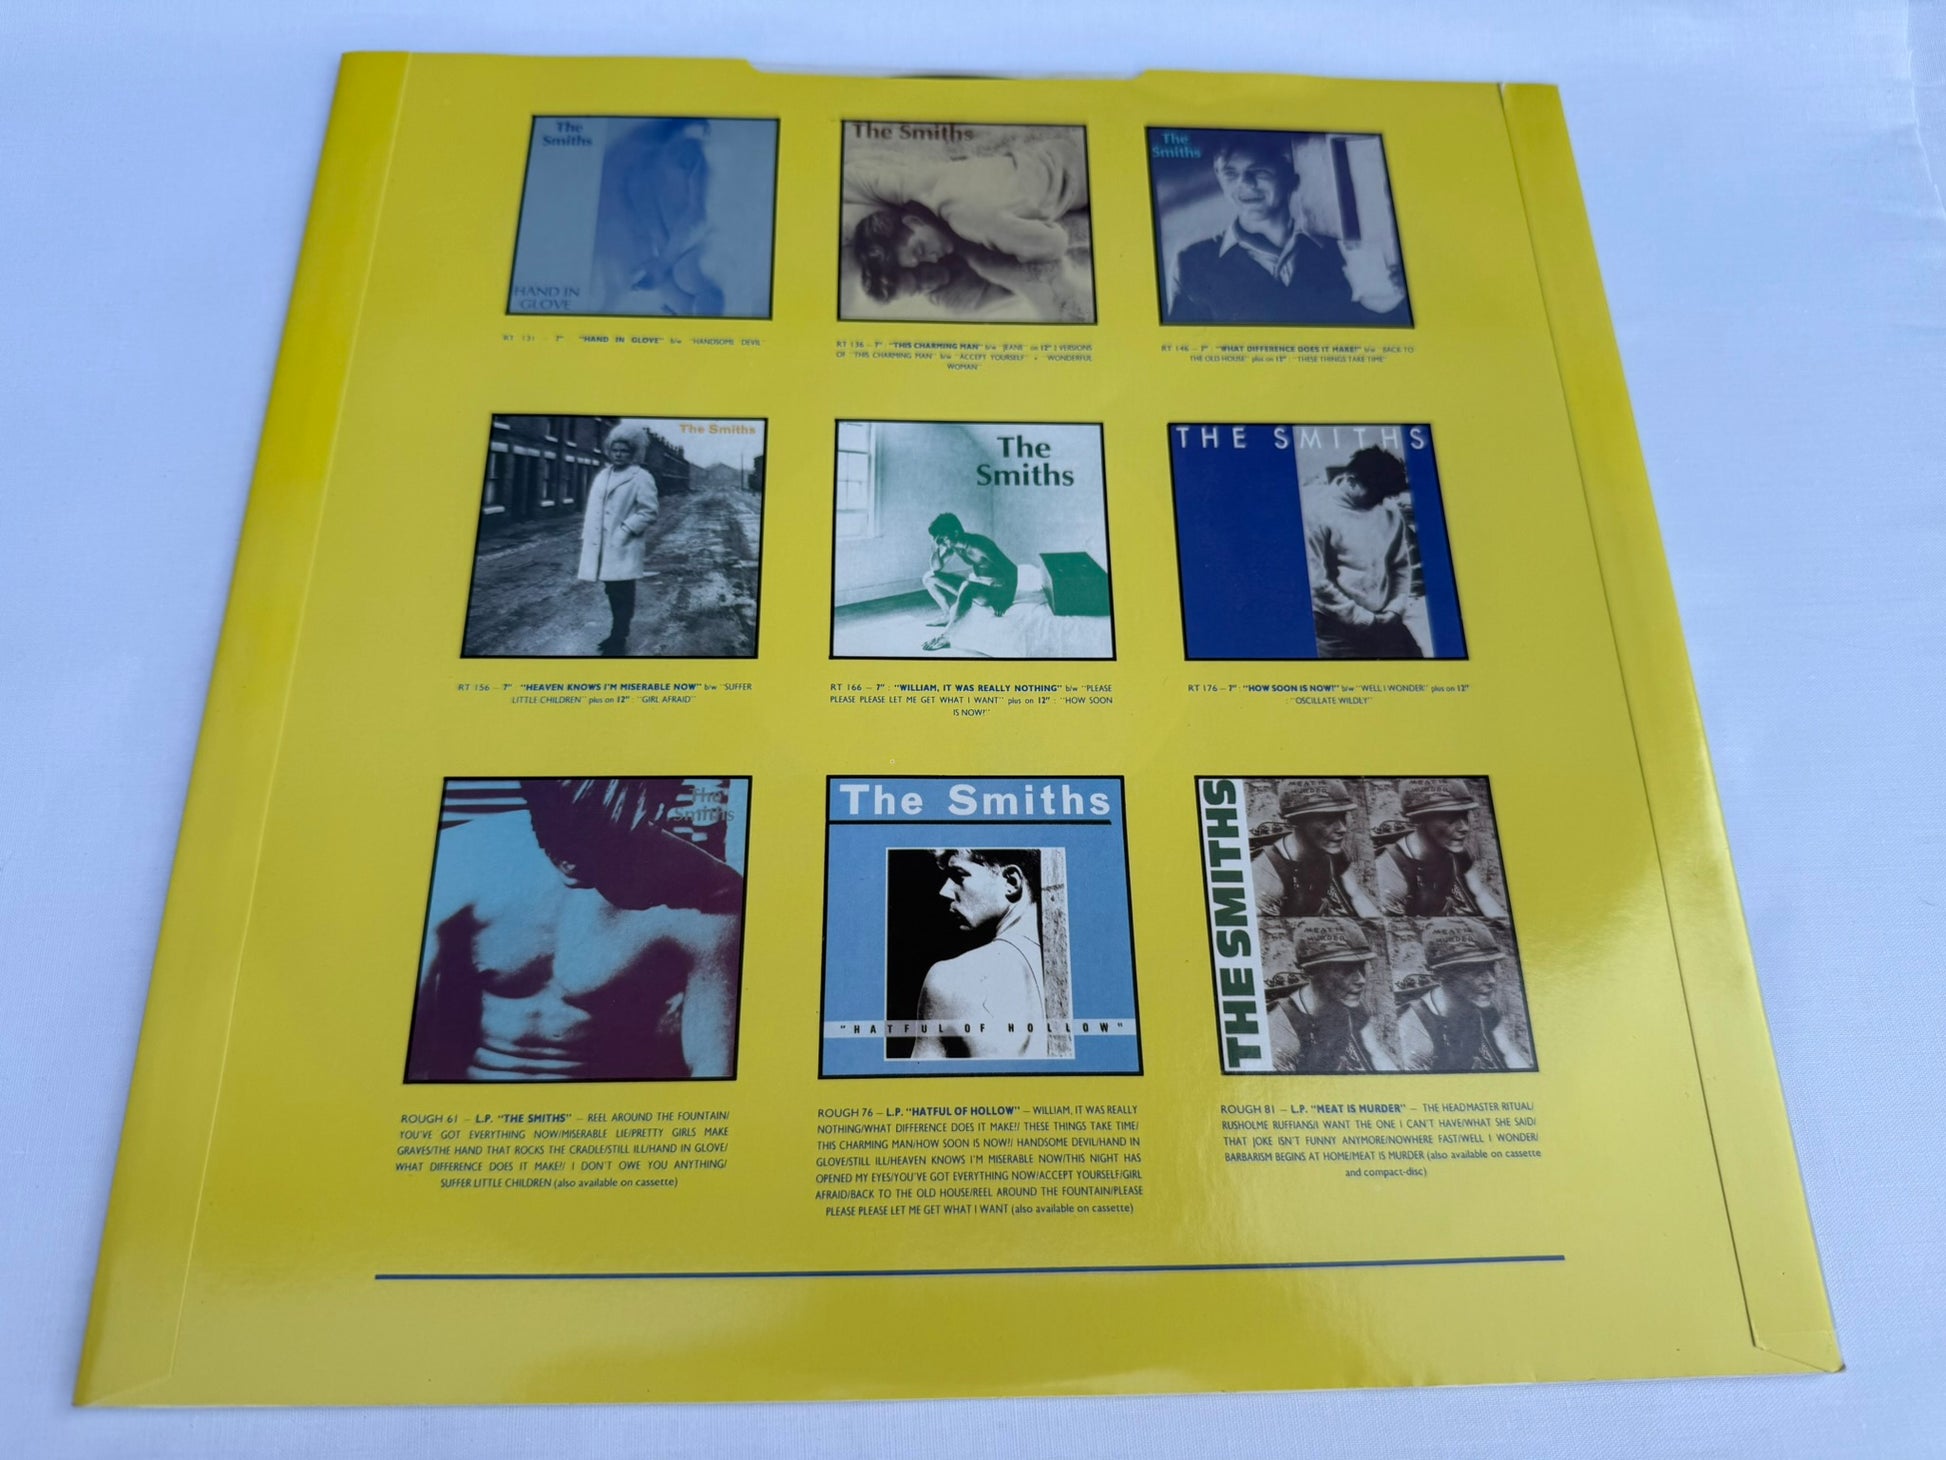 The
Smiths
HAND IN
GLOVE
The Smiths
The
Smiths
RT 131 – 7" "HAND IN GLOVE" b/w "HANDSOME DEVIL"
RT 136 – 7" : "THIS CHARMING MAN" b/w "JEANE" on 12" 2 VERSIONS
OF "THIS CHARMING MAN" b/w "ACCEPT YOURSELF" + "WONDERFUL
WOMAN"
RT 146 – 7" : "WHAT DIFFERENCE DOES IT MAKE?" b/w "BACK TO
THE OLD HOUSE" plus on 12" : "THESE THINGS TAKE TIME"
The Smiths
The
Smiths
THE SMITHS
RT 156 – 7" : "HEAVEN KNOWS I'M MISERABLE NOW" b/w "SUFFER
LITTLE CHILDREN" plus on 12" : "GIRL AFRAID"
RT 166 – 7" : "WILLIAM, IT WAS REALLY NOTHING" b/w "PLEASE
PLEASE PLEASE LET ME GET WHAT I WANT" plus on 12" : "HOW SOON
IS NOW?"
RT 176 – 7" : "HOW SOON IS NOW?" b/w "WELL I WONDER" plus on 12"
: "OSCILLATE WILDLY"
The
Smiths
The Smiths
"HATFUL OF HOLLOW"
THE SMITHS
MEAT IS
MURDER
MEAT IS
MURDER
MEAT IS
MURDER
MEAT IS
MURDER
ROUGH 61 – L.P. "THE SMITHS" – REEL AROUND THE FOUNTAIN/
YOU'VE GOT EVERYTHING NOW/MISERABLE LIE/PRETTY GIRLS MAKE
GRAVES/THE HAND THAT ROCKS THE CRADLE/STILL ILL/HAND IN GLOVE/
WHAT DIFFERENCE DOES IT MAKE?/ I DON'T OWE YOU ANYTHING/
SUFFER LITTLE CHILDREN (also available on cassette)
ROUGH 76 – L.P. "HATFUL OF HOLLOW" – WILLIAM, IT WAS REALLY
NOTHING/WHAT DIFFERENCE DOES IT MAKE?/ THESE THINGS TAKE TIME/
THIS CHARMING MAN/HOW SOON IS NOW?/ HANDSOME DEVIL/HAND IN
GLOVE/STILL ILL/HEAVEN KNOWS I'M MISERABLE NOW/THIS NIGHT HAS
OPENED MY EYES/YOU'VE GOT EVERYTHING NOW/ACCEPT YOURSELF/GIRL
AFRAID/BACK TO THE OLD HOUSE/REEL AROUND THE FOUNTAIN/PLEASE
PLEASE PLEASE LET ME GET WHAT I WANT (also available on cassette)
ROUGH 81 – L.P. "MEAT IS MURDER" – THE HEADMASTER RITUAL/
RUSHOLME RUFFIANS/I WANT THE ONE I CAN'T HAVE/WHAT SHE SAID/
THAT JOKE ISN'T FUNNY ANYMORE/NOWHERE FAST/WELL I WONDER/
BARBARISM BEGINS AT HOME/MEAT IS MURDER (also available on cassette
and compact-disc)